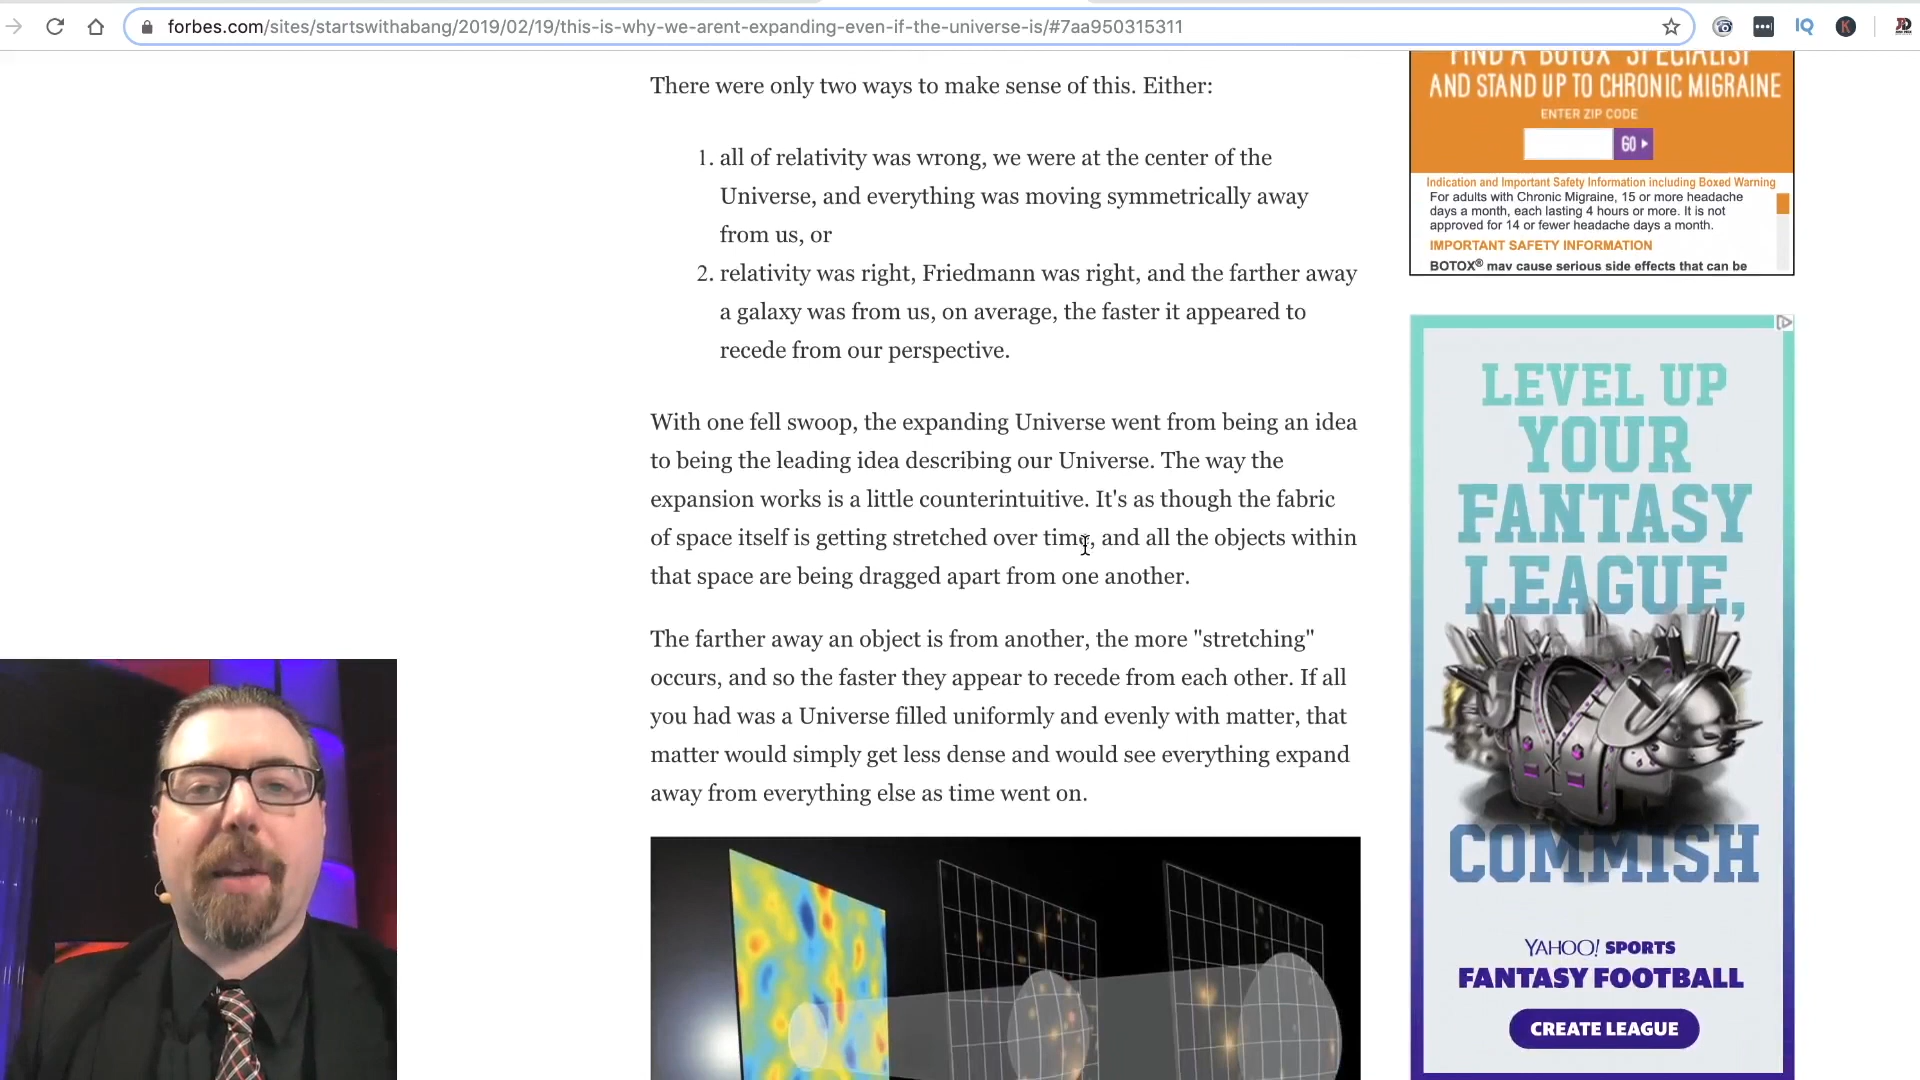 forbes.com/sites/startswithabang/2019/02/19/this-is-why-we-arent-expanding-even-if-the-universe-is/#7aa950315311
IQ
K
There were only two ways to make sense of this. Either:
1. all of relativity was wrong, we were at the center of the
Universe, and everything was moving symmetrically away
from us, or
2. relativity was right, Friedmann was right, and the farther away
a galaxy was from us, on average, the faster it appeared to
recede from our perspective.
With one fell swoop, the expanding Universe went from being an idea
to being the leading idea describing our Universe. The way the
expansion works is a little counterintuitive. It's as though the fabric
of space itself is getting stretched over time, and all the objects within
that space are being dragged apart from one another.
The farther away an object is from another, the more "stretching"
occurs, and so the faster they appear to recede from each other. If all
you had was a Universe filled uniformly and evenly with matter, that
matter would simply get less dense and would see everything expand
away from everything else as time went on.
FIND A BOTOX® SPECIALIST
AND STAND UP TO CHRONIC MIGRAINE
ENTER ZIP CODE
GO
Indication and Important Safety Information including Boxed Warning
For adults with Chronic Migraine, 15 or more headache
days a month, each lasting 4 hours or more. It is not
approved for 14 or fewer headache days a month.
IMPORTANT SAFETY INFORMATION
BOTOX® may cause serious side effects that can be
LEVEL UP
YOUR
FANTASY
LEAGUE,
COMMISH
YAHOO! SPORTS
FANTASY FOOTBALL
CREATE LEAGUE